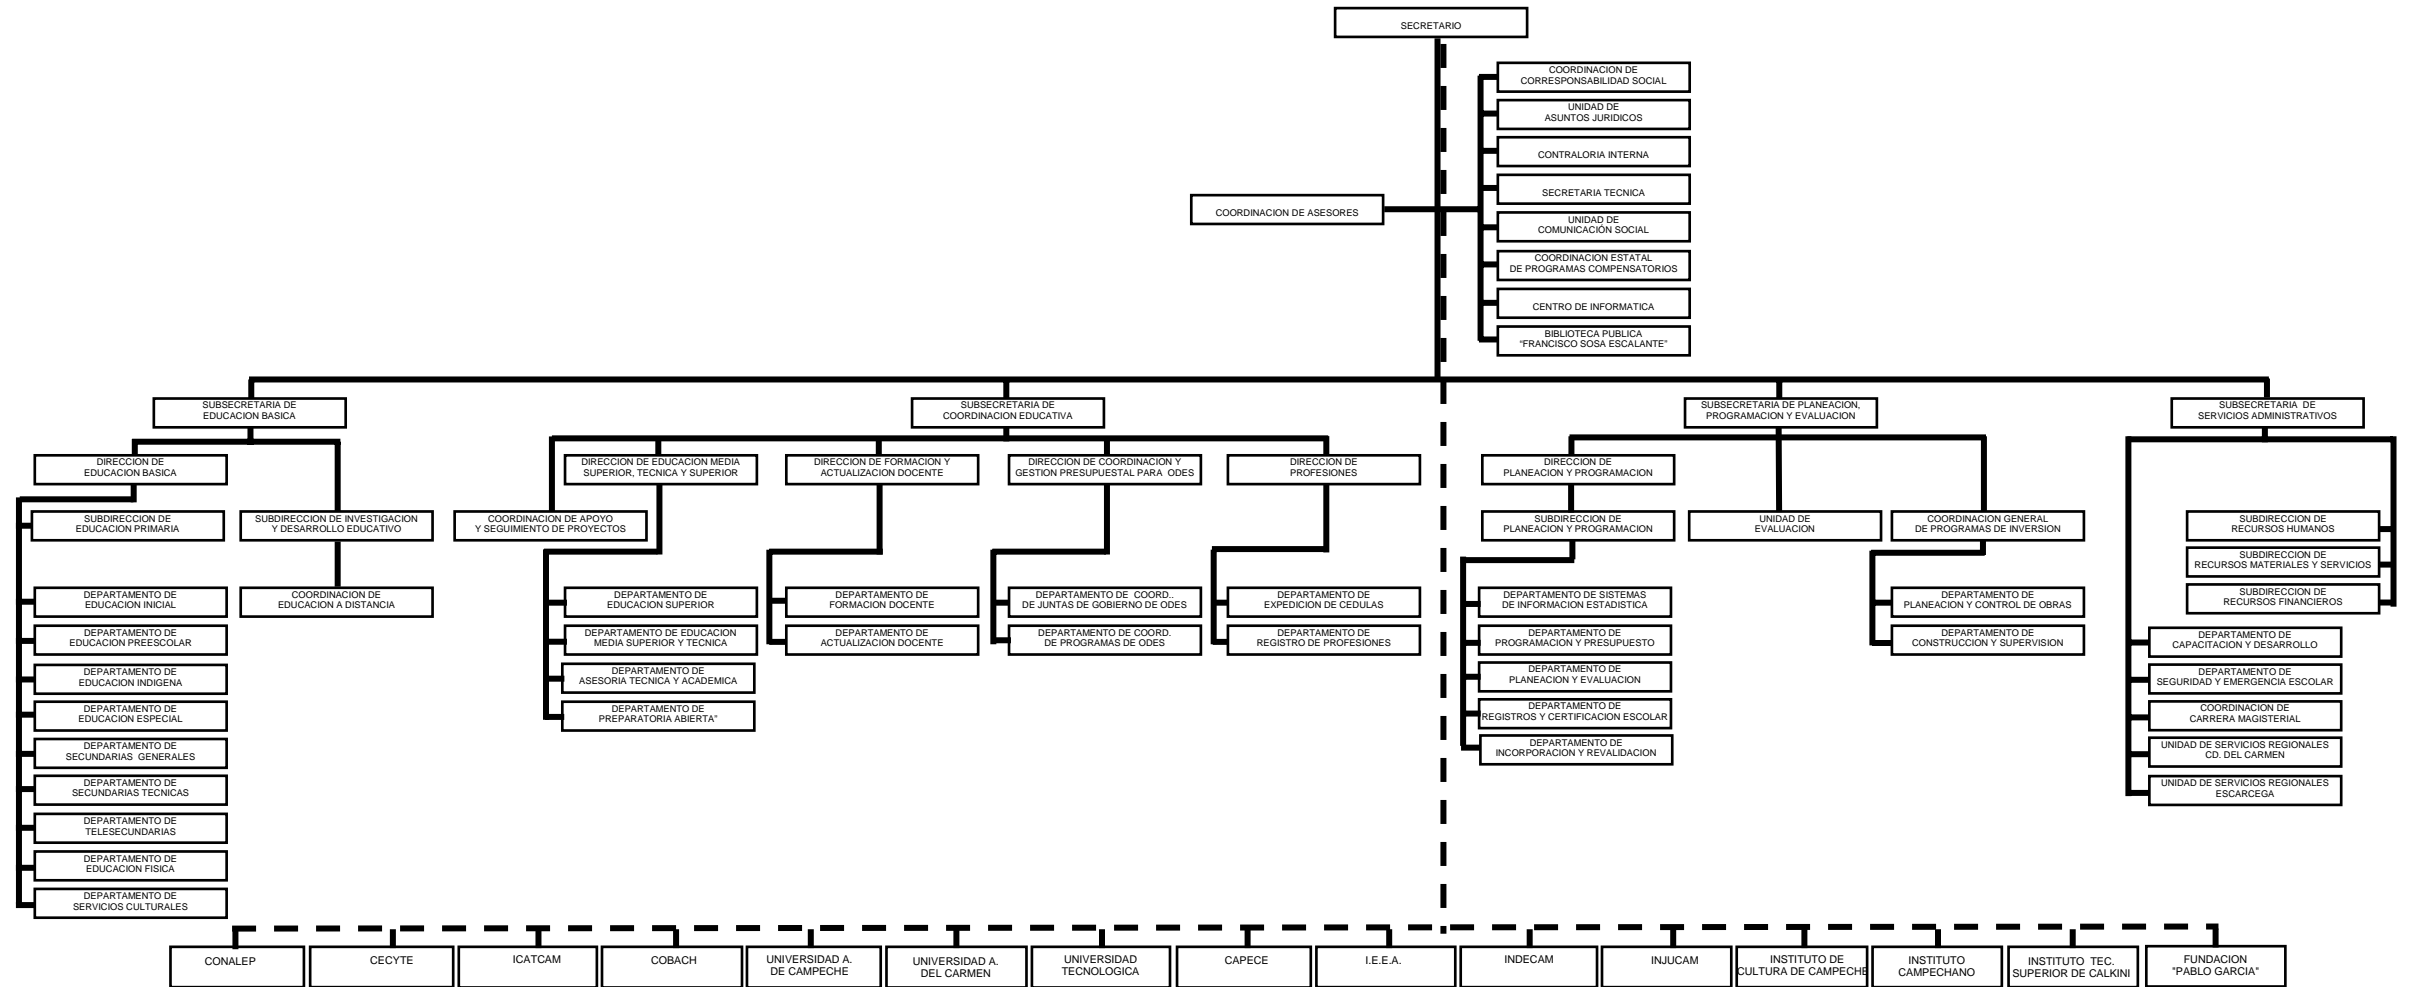 SECRETARIO
COORDINACION DE
CORRESPONSABILIDAD SOCIAL
UNIDAD DE
ASUNTOS JURIDICOS
CONTRALORIA INTERNA
SECRETARIA TECNICA
COORDINACION DE ASESORES
UNIDAD DE
COMUNICACIÓN SOCIAL
COORDINACION ESTATAL
DE PROGRAMAS COMPENSATORIOS
CENTRO DE INFORMATICA
BIBLIOTECA PUBLICA
“FRANCISCO SOSA ESCALANTE”
SUBSECRETARIA DE
EDUCACION BASICA
SUBSECRETARIA DE
COORDINACION EDUCATIVA
SUBSECRETARIA DE PLANEACION,
PROGRAMACION Y EVALUACION
SUBSECRETARIA  DE
SERVICIOS ADMINISTRATIVOS
DIRECCION DE
EDUCACION BASICA
DIRECCION DE EDUCACION MEDIA
SUPERIOR, TECNICA Y SUPERIOR
DIRECCION DE FORMACION Y
ACTUALIZACION DOCENTE
DIRECCION DE COORDINACION Y
GESTION PRESUPUESTAL PARA  ODES
DIRECCION DE
PROFESIONES
DIRECCION DE
PLANEACION Y PROGRAMACION
SUBDIRECCION DE
EDUCACION PRIMARIA
SUBDIRECCION DE INVESTIGACION
Y DESARROLLO EDUCATIVO
COORDINACION DE APOYO
Y SEGUIMIENTO DE PROYECTOS
SUBDIRECCION DE
PLANEACION Y PROGRAMACION
UNIDAD DE
EVALUACION
COORDINACION GENERAL
DE PROGRAMAS DE INVERSION
SUBDIRECCION DE
RECURSOS HUMANOS
SUBDIRECCION DE
RECURSOS MATERIALES Y SERVICIOS
SUBDIRECCION DE
RECURSOS FINANCIEROS
DEPARTAMENTO DE
EDUCACION INICIAL
COORDINACION DE
EDUCACION A DISTANCIA
DEPARTAMENTO DE
EDUCACION SUPERIOR
DEPARTAMENTO DE
FORMACION DOCENTE
DEPARTAMENTO DE  COORD..
DE JUNTAS DE GOBIERNO DE ODES
DEPARTAMENTO DE
EXPEDICION DE CEDULAS
DEPARTAMENTO DE SISTEMAS
DE INFORMACION ESTADISTICA
DEPARTAMENTO DE
PLANEACION Y CONTROL DE OBRAS
DEPARTAMENTO DE
EDUCACION PREESCOLAR
DEPARTAMENTO DE EDUCACION
MEDIA SUPERIOR Y TECNICA
DEPARTAMENTO DE
ACTUALIZACION DOCENTE
DEPARTAMENTO DE COORD.
DE PROGRAMAS DE ODES
DEPARTAMENTO DE
REGISTRO DE PROFESIONES
DEPARTAMENTO DE
PROGRAMACION Y PRESUPUESTO
DEPARTAMENTO DE
CONSTRUCCION Y SUPERVISION
DEPARTAMENTO DE
CAPACITACION Y DESARROLLO
DEPARTAMENTO DE
EDUCACION INDIGENA
DEPARTAMENTO DE
ASESORIA TECNICA Y ACADEMICA
DEPARTAMENTO DE
PLANEACION Y EVALUACION
DEPARTAMENTO DE
SEGURIDAD Y EMERGENCIA ESCOLAR
DEPARTAMENTO DE
EDUCACION ESPECIAL
DEPARTAMENTO DE
PREPARATORIA ABIERTA"
DEPARTAMENTO DE
REGISTROS Y CERTIFICACION ESCOLAR
COORDINACION DE
CARRERA MAGISTERIAL
DEPARTAMENTO DE
SECUNDARIAS  GENERALES
DEPARTAMENTO DE
INCORPORACION Y REVALIDACION
UNIDAD DE SERVICIOS REGIONALES
CD. DEL CARMEN
DEPARTAMENTO DE
SECUNDARIAS TECNICAS
UNIDAD DE SERVICIOS REGIONALES
ESCARCEGA
DEPARTAMENTO DE
TELESECUNDARIAS
DEPARTAMENTO DE
EDUCACION FISICA
DEPARTAMENTO DE
SERVICIOS CULTURALES
CONALEP
CECYTE
ICATCAM
COBACH
UNIVERSIDAD A.
DE CAMPECHE
UNIVERSIDAD A.
DEL CARMEN
UNIVERSIDAD
TECNOLOGICA
CAPECE
I.E.E.A.
INDECAM
INJUCAM
INSTITUTO DE
CULTURA DE CAMPECHE
INSTITUTO
CAMPECHANO
INSTITUTO  TEC.
SUPERIOR DE CALKINI
FUNDACION
"PABLO GARCIA"